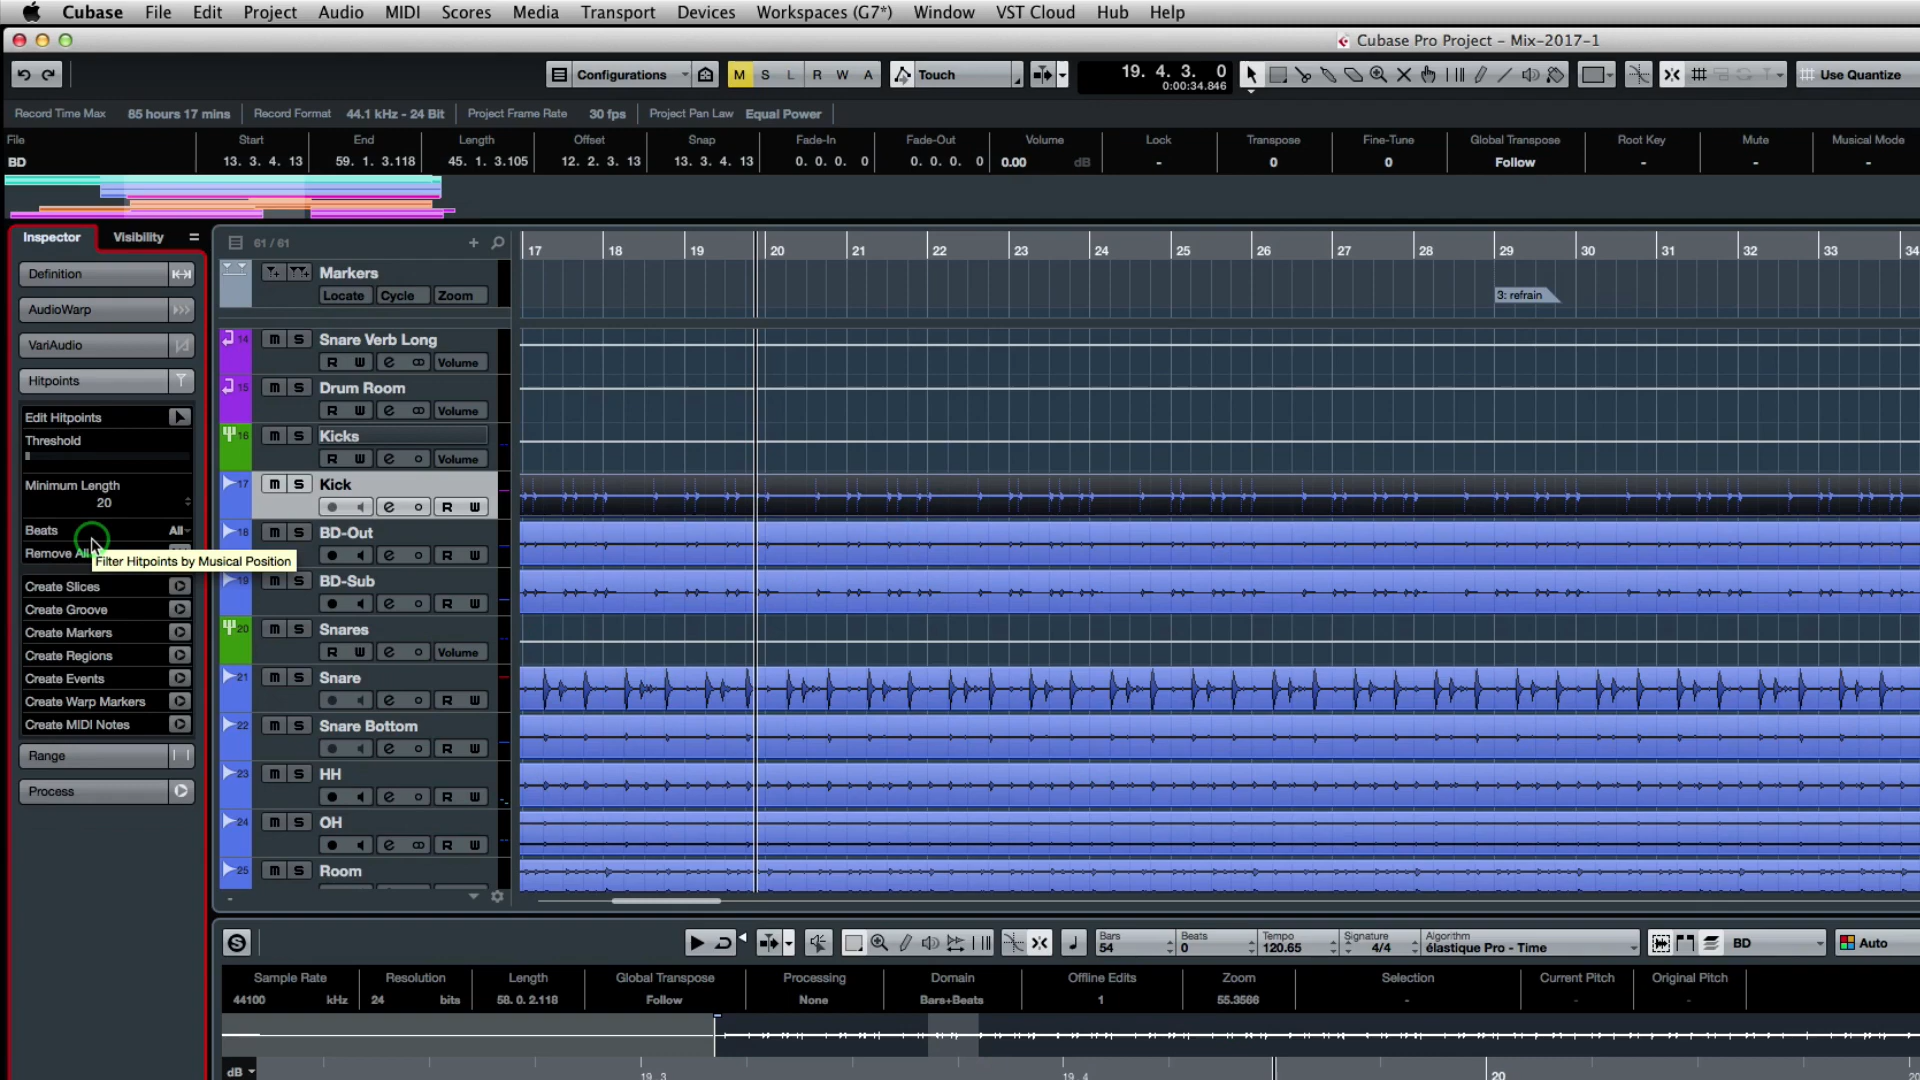 Cubase File Edit Project Audio MIDI Scores Media Transport Devices Workspaces (G7*) Window VST Cloud Hub Help
Cubase Pro Project - Mix-2017-1
Configurations M S L R W A Touch 19. 4. 3. 0 Use Quantize
0:00:34.846
Record Time Max 85 hours 17 mins Record Format 44.1 kHz - 24 Bit Project Frame Rate 30 fps Project Pan Law Equal Power
File Start End Length Offset Snap Fade-In Fade-Out Volume Lock Transpose Fine-Tune Global Transpose Root Key Mute Musical Mode
BD 13. 3. 4. 13 59. 1. 3.118 45. 1. 3.105 12. 2. 3. 13 13. 3. 4. 13 0. 0. 0. 0 0. 0. 0. 0 0.00 dB - 0 0 Follow - - -
Inspector Visibility
61 / 61
17 18 19 20 21 22 23 24 25 26 27 28 29 30 31 32 33 34
Definition
AudioWarp
VariAudio
Hitpoints
Edit Hitpoints
Threshold
Minimum Length
20
Beats All
Remove All
Filter Hitpoints by Musical Position
Create Slices
Create Groove
Create Markers
Create Regions
Create Events
Create Warp Markers
Create MIDI Notes
Range
Process
Markers
Locate Cycle Zoom
3: refrain
14 m S Snare Verb Long
R W e Volume
15 m S Drum Room
R W e Volume
16 m S Kicks
R W e Volume
17 m S Kick
e R W
18 m S BD-Out
e R W
19 m S BD-Sub
e R W
20 m S Snares
R W e Volume
21 m S Snare
e R W
22 m S Snare Bottom
e R W
23 m S HH
e R W
24 m S OH
e R W
25 m S Room
Bars Beats Tempo Signature Algorithm
54 0 120.65 4/4 élastique Pro - Time BD Auto
Sample Rate Resolution Length Global Transpose Processing Domain Offline Edits Zoom Selection Current Pitch Original Pitch
44100 kHz 24 bits 58. 0. 2.118 Follow None Bars+Beats 1 55.3566 - - -
dB 19. 3 19. 4 20